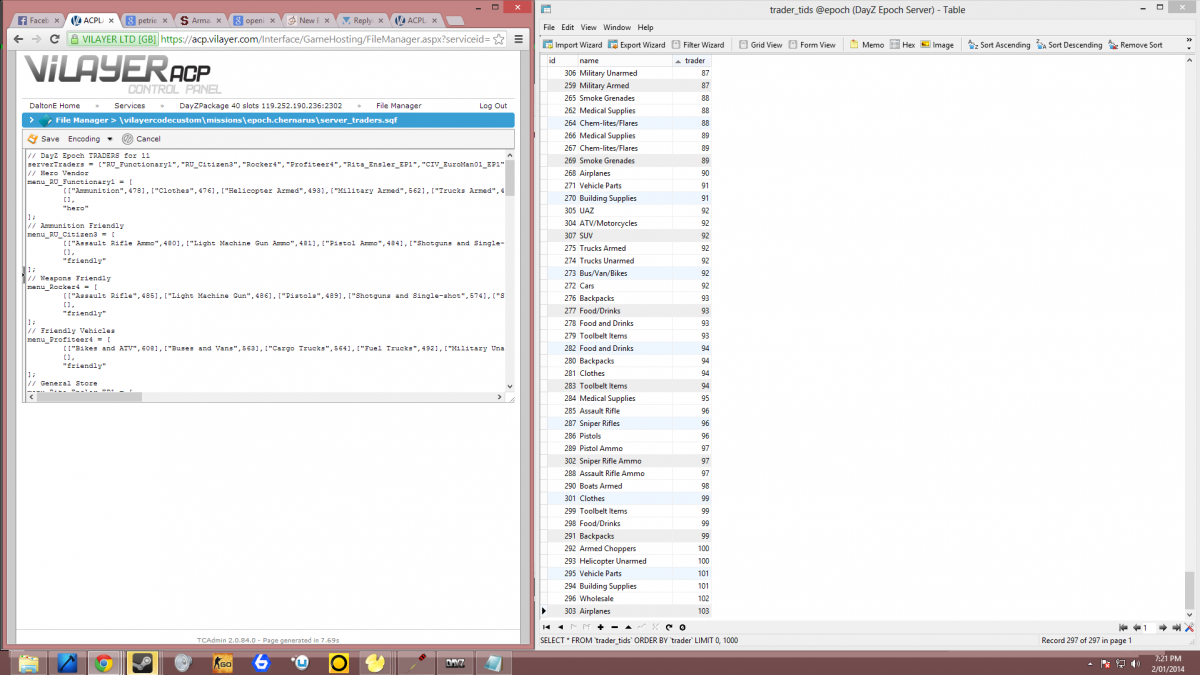 Faceb
ACPL
petrie
Arma
openi
New l
Reply
ACPL
VILAYER LTD [GB]
https://acp.vilayer.com/Interface/GameHosting/FileManager.aspx?serviceid=
ViLAYER ACP
CONTROL PANEL
DaltonE Home
Services
DayZPackage 40 slots 119.252.190.236:2302
File Manager
Log Out
File Manager > \vilayercodecustom\missions\epoch.chernarus\server_traders.sqf
Save Encoding Cancel
// DayZ Epoch TRADERS for 11
serverTraders = ["RU_Functionary1","RU_Citizen3","Rocker4","Profiteer4","Rita_Ensler_EP1","CIV_EuroMan01_EP1"
// Hero Vendor
menu_RU_Functionary1 = [
[["Ammunition",478],["Clothes",476],["Helicopter Armed",493],["Military Armed",562],["Trucks Armed",4
[],
"hero"
];
// Ammunition Friendly
menu_RU_Citizen3 = [
[["Assault Rifle Ammo",480],["Light Machine Gun Ammo",481],["Pistol Ammo",484],["Shotguns and Single-
[],
"friendly"
];
// Weapons Friendly
menu_Rocker4 = [
[["Assault Rifle",485],["Light Machine Gun",486],["Pistols",489],["Shotguns and Single-shot",574],["S
[],
"friendly"
];
// Friendly Vehicles
menu_Profiteer4 = [
[["Bikes and ATV",608],["Buses and Vans",563],["Cargo Trucks",564],["Fuel Trucks",492],["Military Una
[],
"friendly"
];
// General Store
TCAdmin 2.0.84.0 - Page generated in 7.69s
trader_tids @epoch (DayZ Epoch Server) - Table
File Edit View Window Help
Import Wizard Export Wizard Filter Wizard Grid View Form View Memo Hex Image Sort Ascending Sort Descending Remove Sort
id name trader
306 Military Unarmed 87
259 Military Armed 87
265 Smoke Grenades 88
262 Medical Supplies 88
264 Chem-lites/Flares 88
266 Medical Supplies 89
267 Chem-lites/Flares 89
269 Smoke Grenades 89
268 Airplanes 90
271 Vehicle Parts 91
270 Building Supplies 91
305 UAZ 92
304 ATV/Motorcycles 92
307 SUV 92
275 Trucks Armed 92
274 Trucks Unarmed 92
273 Bus/Van/Bikes 92
272 Cars 92
276 Backpacks 93
277 Food/Drinks 93
278 Food and Drinks 93
279 Toolbelt Items 93
282 Food and Drinks 94
280 Backpacks 94
281 Clothes 94
283 Toolbelt Items 94
284 Medical Supplies 95
285 Assault Rifle 96
287 Sniper Rifles 96
286 Pistols 96
289 Pistol Ammo 97
302 Sniper Rifle Ammo 97
288 Assault Rifle Ammo 97
290 Boats Armed 98
301 Clothes 99
299 Toolbelt Items 99
298 Food/Drinks 99
291 Backpacks 99
292 Armed Choppers 100
293 Helicopter Unarmed 100
295 Vehicle Parts 101
294 Building Supplies 101
296 Wholesale 102
303 Airplanes 103
1
SELECT * FROM `trader_tids` ORDER BY `trader` LIMIT 0, 1000
Record 297 of 297 in page 1
GO
DAYZ
7:21 PM
2/01/2014